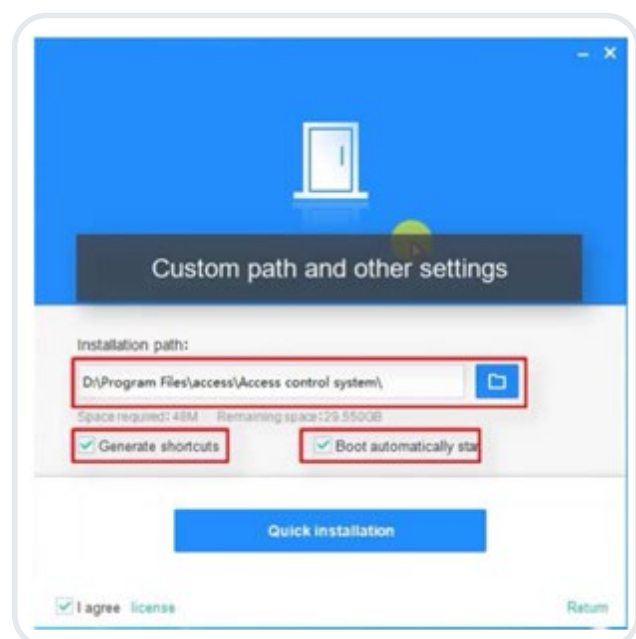 Custom path and other settings
Installation path:
D:\Program Files\access\Access control system\
Space required: 48M Remaining space: 29.550GB
Generate shortcuts Boot automatically star
Quick installation
I agree license Return